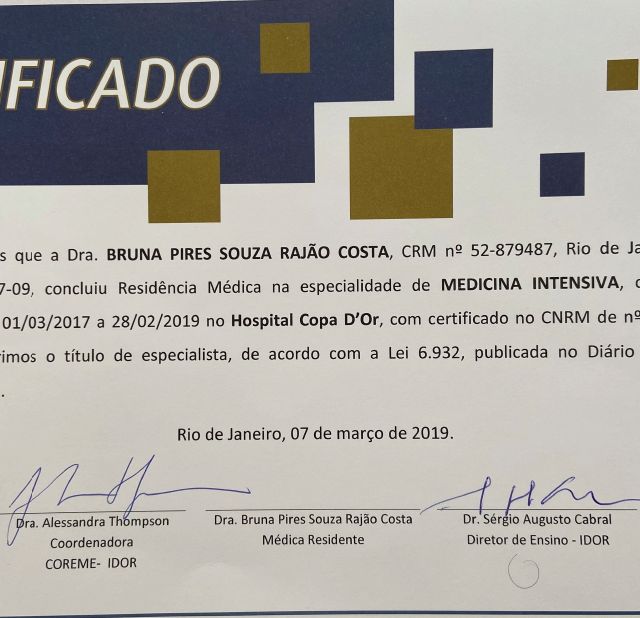 IFICADO
s que a Dra. BRUNA PIRES SOUZA RAJÃO COSTA, CRM nº 52-879487, Rio de Ja
7-09, concluiu Residência Médica na especialidade de MEDICINA INTENSIVA,
01/03/2017 a 28/02/2019 no Hospital Copa D'Or, com certificado no CNRM de nº
rimos o título de especialista, de acordo com a Lei 6.932, publicada no Diário
.
Rio de Janeiro, 07 de março de 2019.
Dra. Alessandra Thompson Dra. Bruna Pires Souza Rajão Costa Dr. Sérgio Augusto Cabral
Coordenadora Médica Residente Diretor de Ensino - IDOR
COREME- IDOR